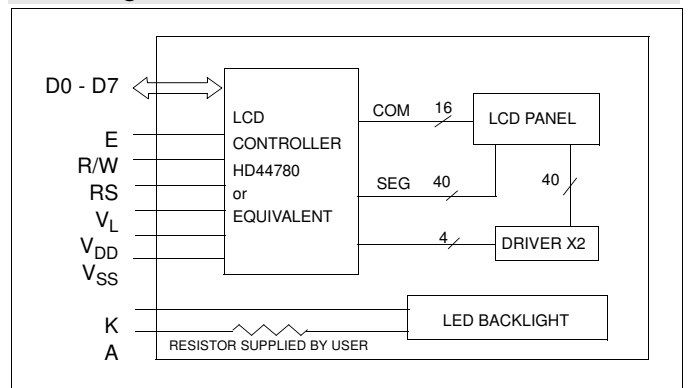 D0 - D7
E
R/W
RS
VL
VDD
VSS
K
A
LCD
CONTROLLER
HD44780
or
EQUIVALENT
COM 16
SEG 40
4
LCD PANEL
40
DRIVER X2
LED BACKLIGHT
RESISTOR SUPPLIED BY USER